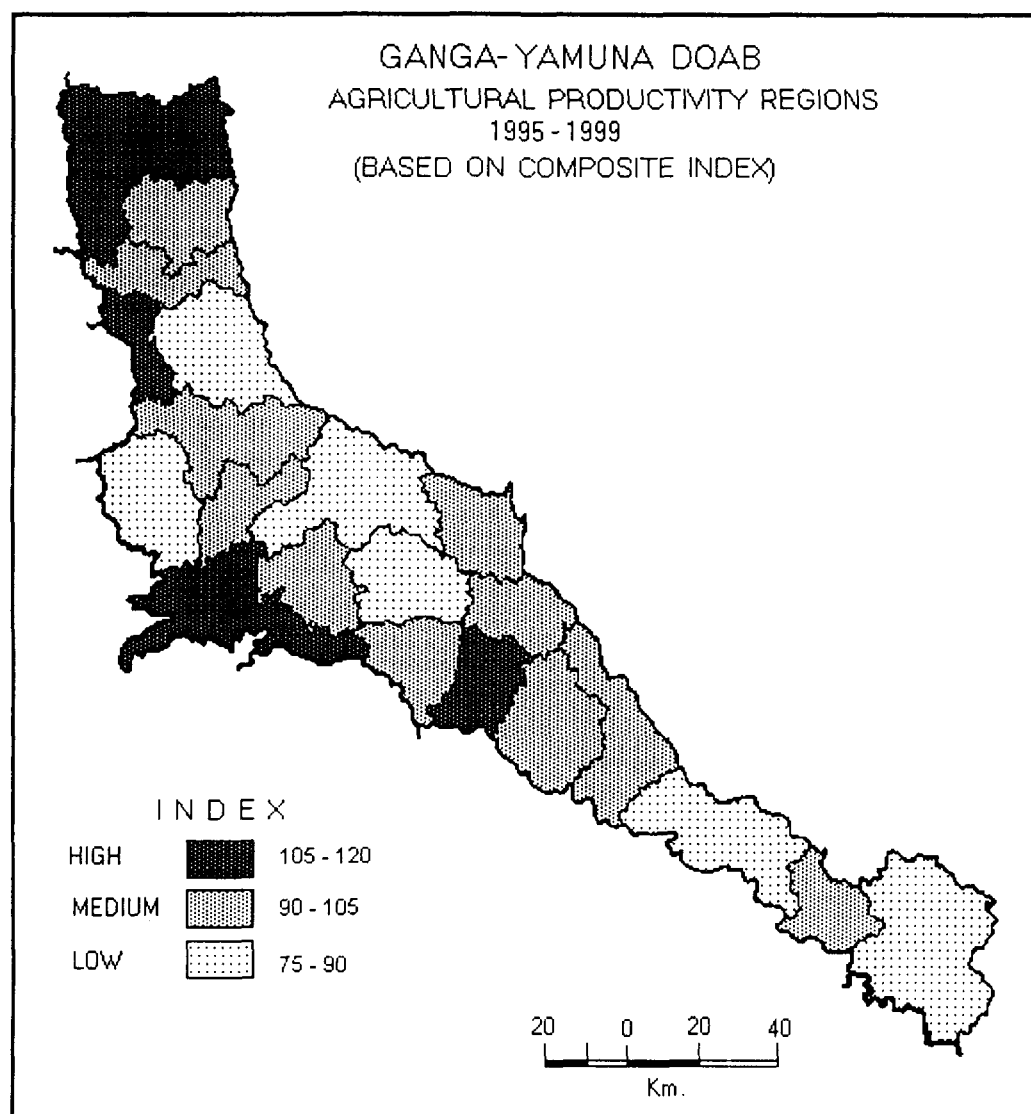 GANGA-YAMUNA DOAB
AGRICULTURAL PRODUCTIVITY REGIONS
1995-1999
(BASED ON COMPOSITE INDEX)
INDEX
HIGH 105-120
MEDIUM 90-105
LOW 75-90
20 0 20 40
Km.